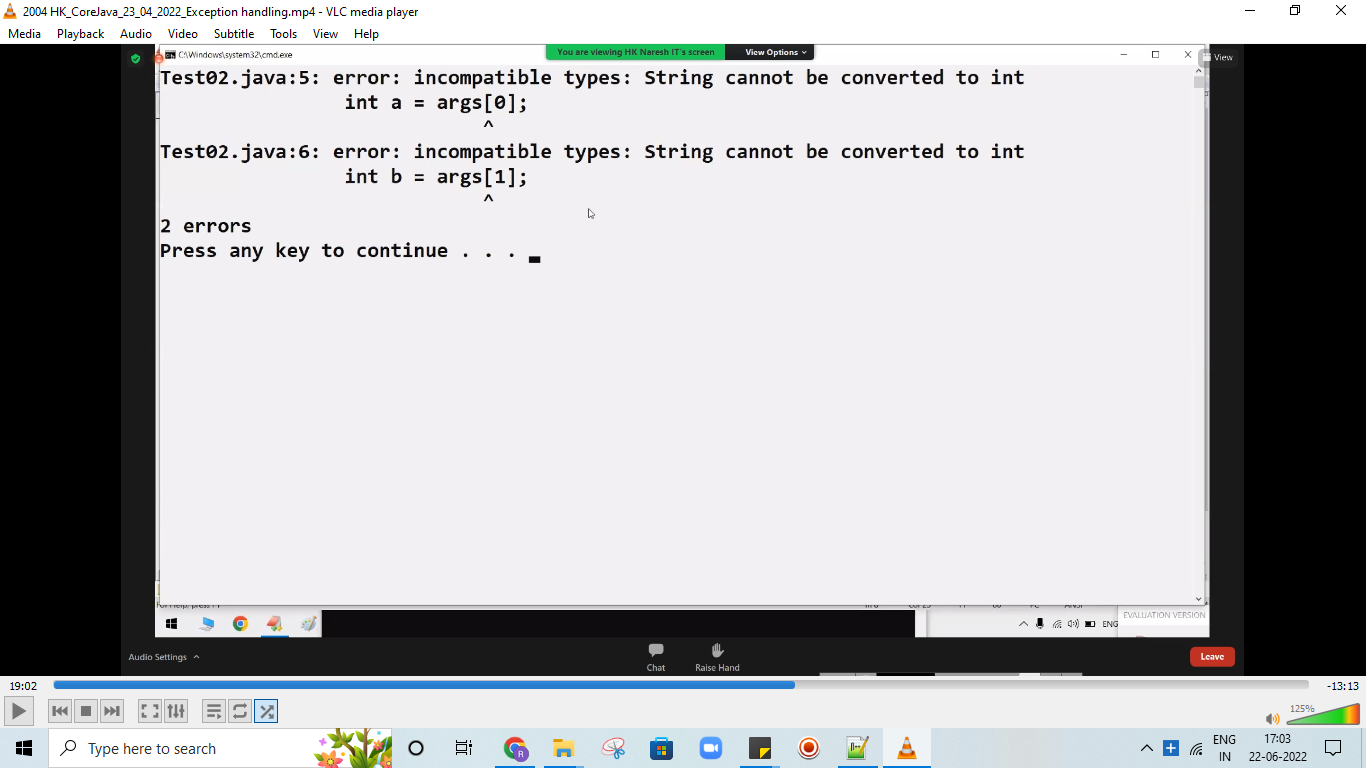 2004 HK_CoreJava_23_04_2022_Exception handling.mp4 - VLC media player
Media Playback Audio Video Subtitle Tools View Help
C:\Windows\system32\cmd.exe
You are viewing HK Naresh IT's screen View Options
View
Test02.java:5: error: incompatible types: String cannot be converted to int
int a = args[0];
^
Test02.java:6: error: incompatible types: String cannot be converted to int
int b = args[1];
^
2 errors
Press any key to continue . . .
For Help, press F1
EVALUATION VERSION
ENG
Audio Settings
Chat
Raise Hand
Leave
19:02
-13:13
125%
Type here to search
ENG
IN
17:03
22-06-2022